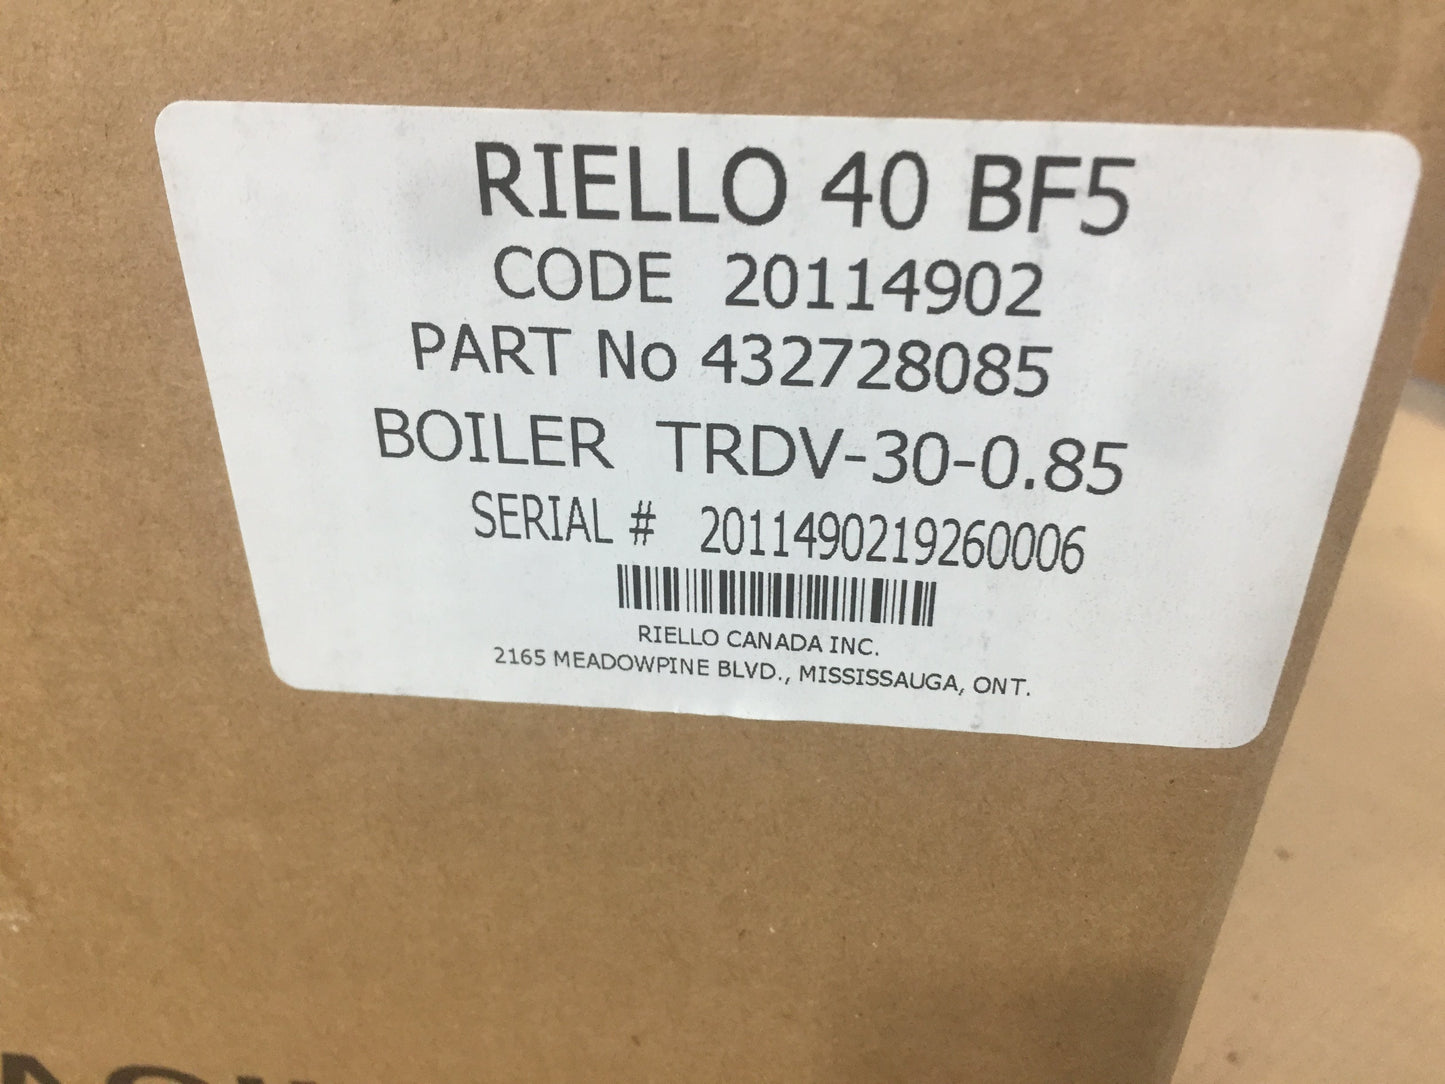 RIELLO 40 BF5
CODE 20114902
PART No 432728085
BOILER TRDV-30-0.85
SERIAL # 2011490219260006
RIELLO CANADA INC.
2165 MEADOWPINE BLVD., MISSISSAUGA, ONT.